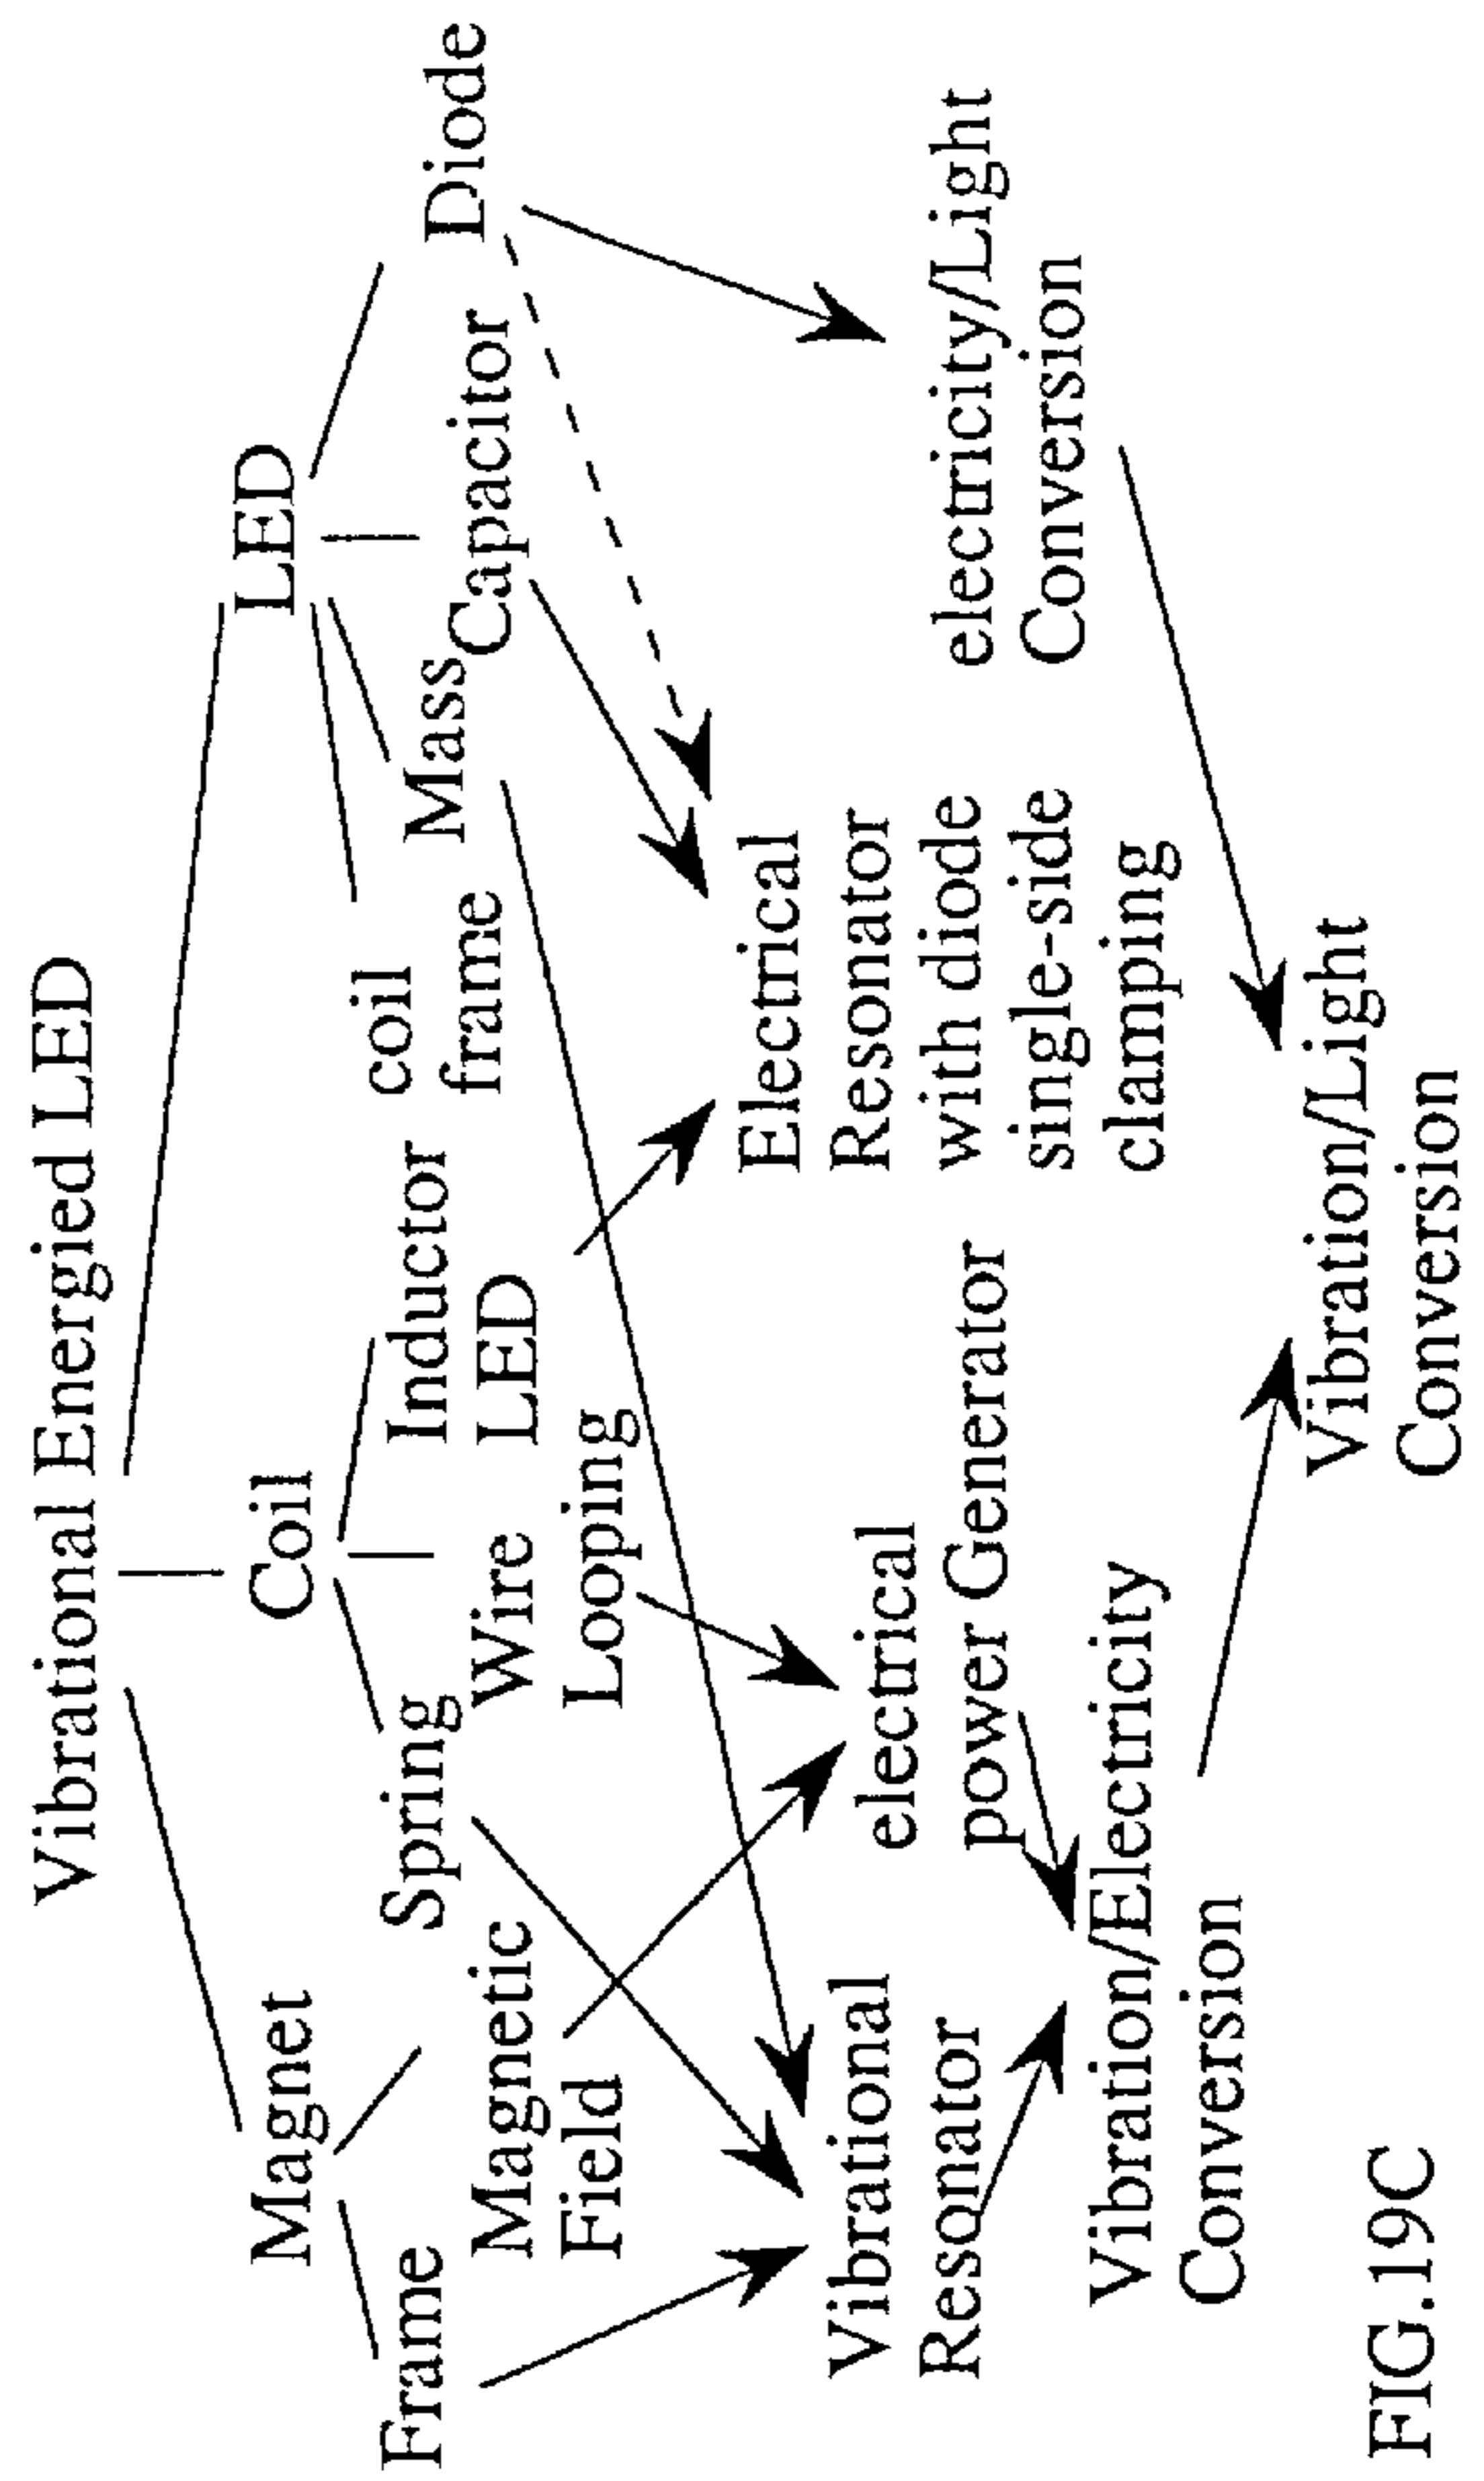 Vibrational Energied LED
Magnet
Coil
LED
Frame
Magnetic
Field
Spring
Wire
Looping
Inductor
LED
coil
frame
Mass
Capacitor
Diode
Vibrational
Resonator
electrical
power Generator
Electrical
Resonator
with diode
single-side
clamping
electricity/Light
Conversion
Vibration/Electricity
Conversion
Vibration/Light
Conversion
FIG.19C